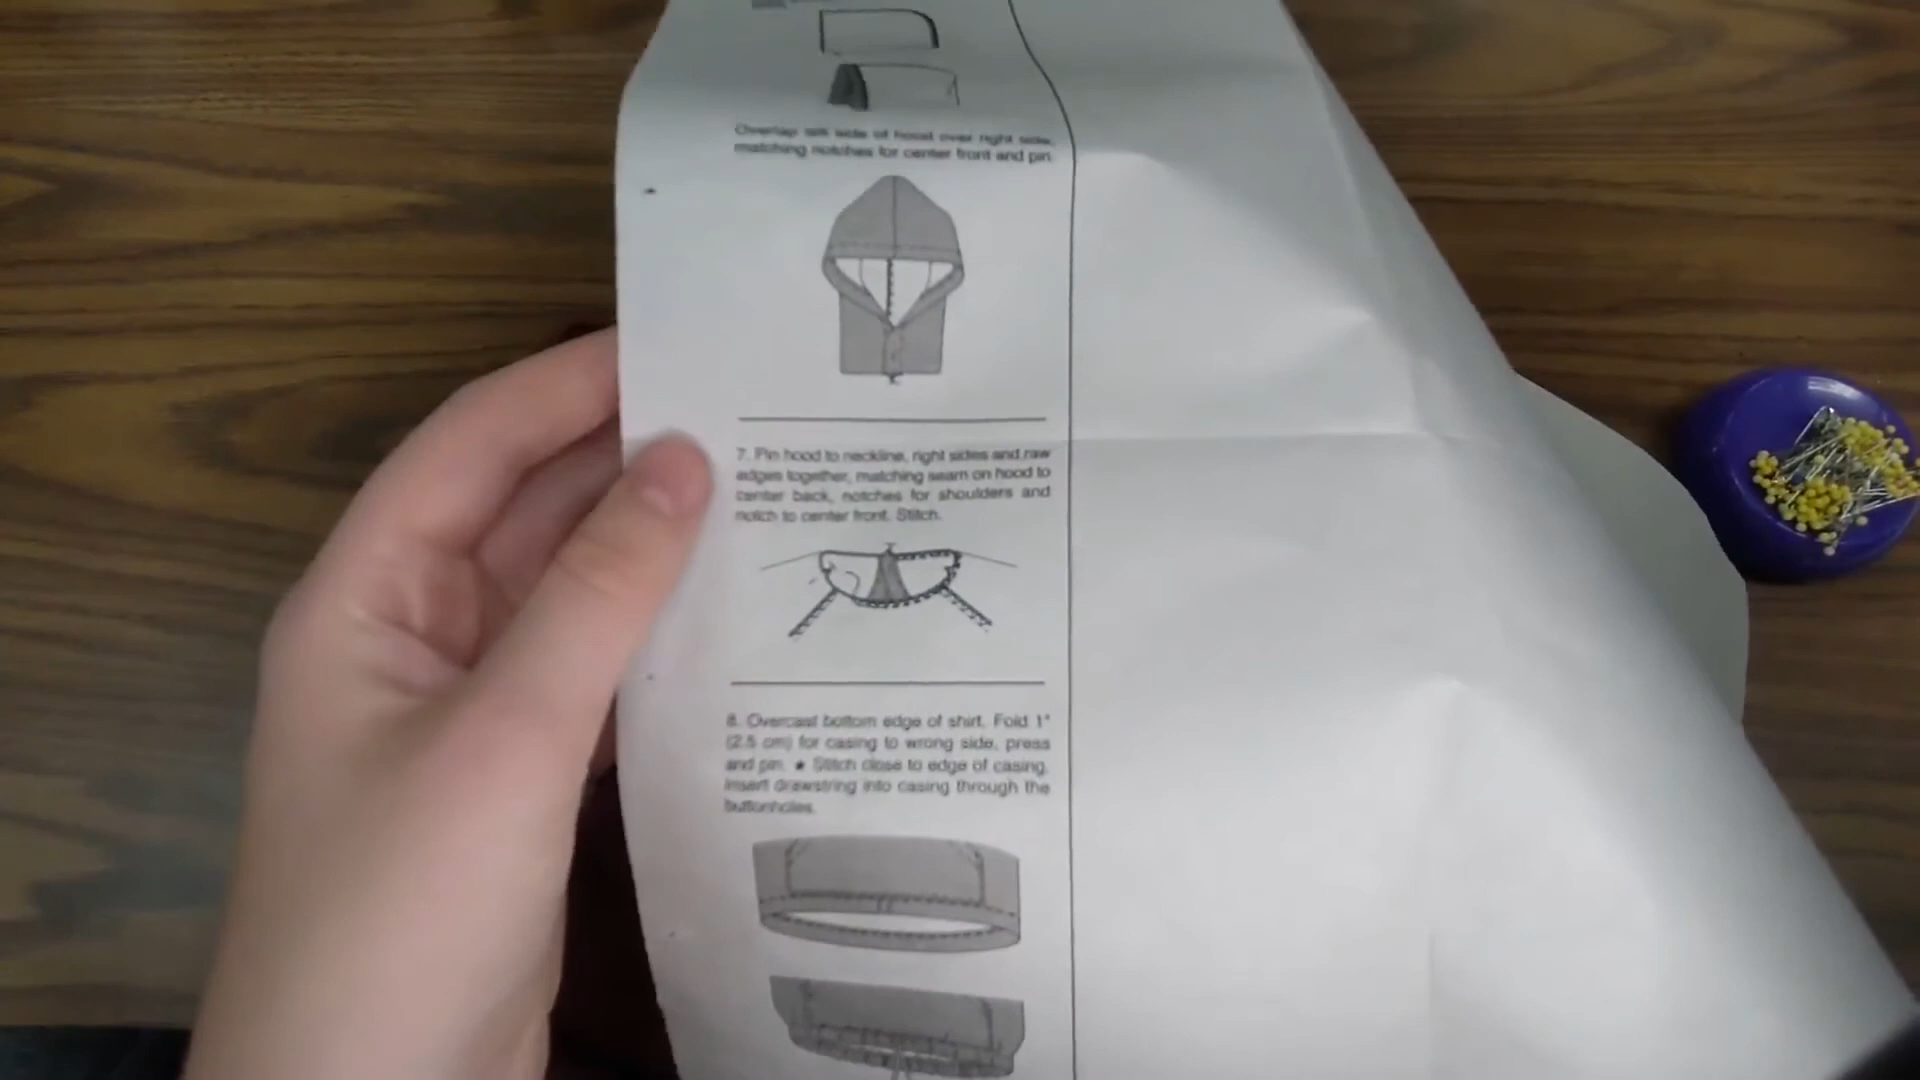 Overlap left side of hood over right side,
matching notches for center front and pin.
7. Pin hood to neckline, right sides and raw
edges together, matching seam on hood to
center back, notches for shoulders and
notch to center front. Stitch.
8. Overcast bottom edge of shirt. Fold 1"
(2.5 cm) for casing to wrong side, press
and pin. ★ Stitch close to edge of casing.
Insert drawstring into casing through the
buttonholes.